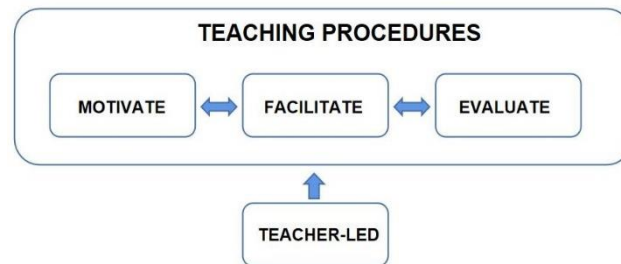 TEACHING PROCEDURES
MOTIVATE
FACILITATE
EVALUATE
TEACHER-LED